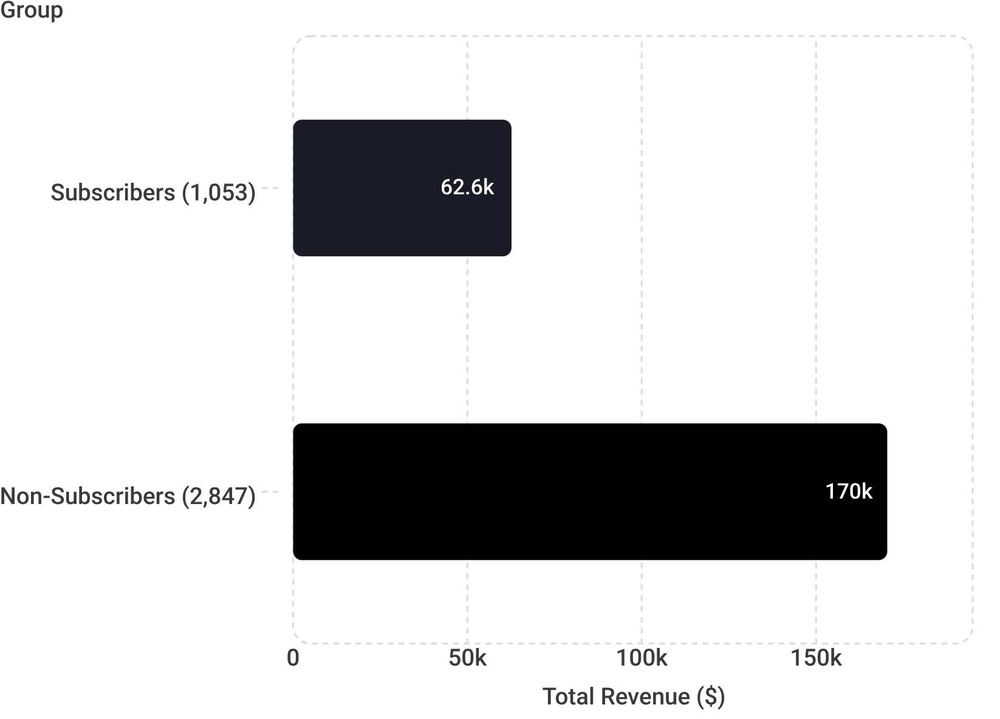 Group
Subscribers (1,053)
62.6k
Non-Subscribers (2,847)
170k
0
50k
100k
150k
Total Revenue ($)